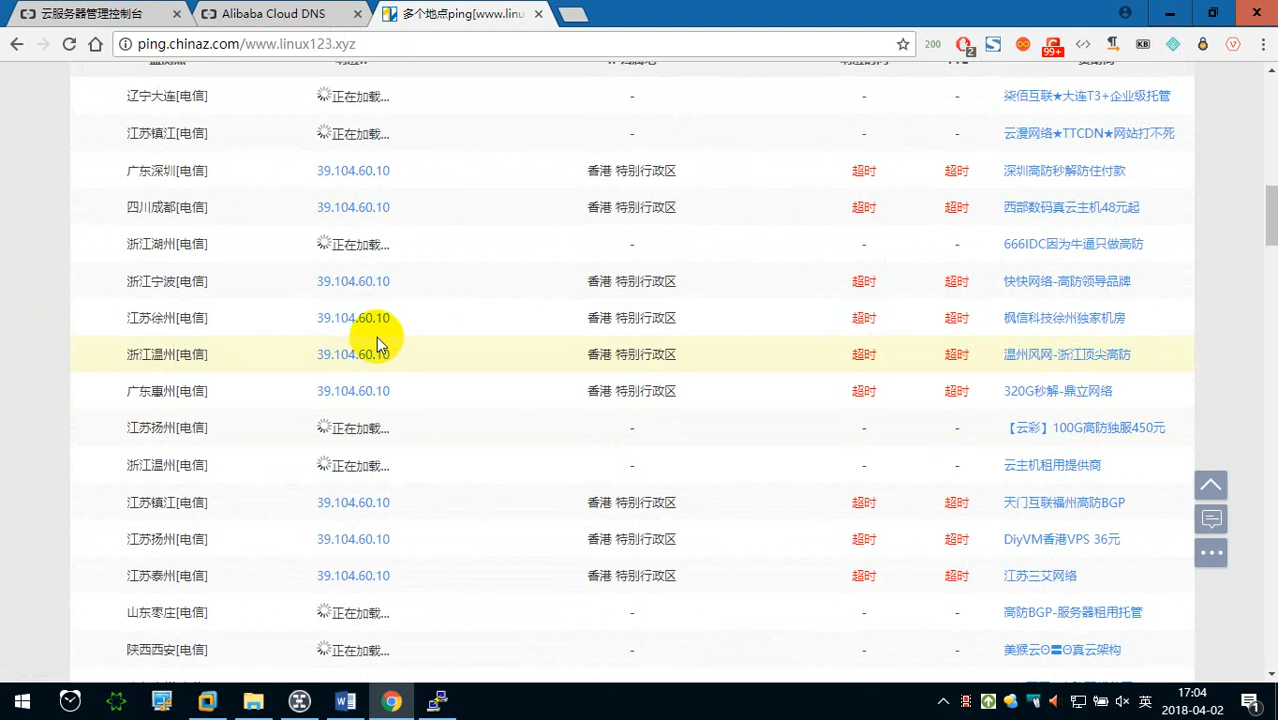 云服务器管理控制台
Alibaba Cloud DNS
多个地点ping[www.linu
ping.chinaz.com/www.linux123.xyz
200
2
99+
KB
辽宁大连[电信] 正在加载... - - - 柒佰互联★大连T3+企业级托管
江苏镇江[电信] 正在加载... - - - 云漫网络★TTCDN★网站打不死
广东深圳[电信] 39.104.60.10 香港 特别行政区 超时 超时 深圳高防秒解防住付款
四川成都[电信] 39.104.60.10 香港 特别行政区 超时 超时 西部数码真云主机48元起
浙江湖州[电信] 正在加载... - - - 666IDC因为牛逼只做高防
浙江宁波[电信] 39.104.60.10 香港 特别行政区 超时 超时 快快网络-高防领导品牌
江苏徐州[电信] 39.104.60.10 香港 特别行政区 超时 超时 枫信科技徐州独家机房
浙江温州[电信] 39.104.60.10 香港 特别行政区 超时 超时 温州风网-浙江顶尖高防
广东惠州[电信] 39.104.60.10 香港 特别行政区 超时 超时 320G秒解-鼎立网络
江苏扬州[电信] 正在加载... - - - 【云彩】100G高防独服450元
浙江温州[电信] 正在加载... - - - 云主机租用提供商
江苏镇江[电信] 39.104.60.10 香港 特别行政区 超时 超时 天门互联福州高防BGP
江苏扬州[电信] 39.104.60.10 香港 特别行政区 超时 超时 DiyVM香港VPS 36元
江苏泰州[电信] 39.104.60.10 香港 特别行政区 超时 超时 江苏三艾网络
山东枣庄[电信] 正在加载... - - - 高防BGP-服务器租用托管
陕西西安[电信] 正在加载... - - - 美猴云Θ〓Θ真云架构
英
17:04
2018-04-02
1